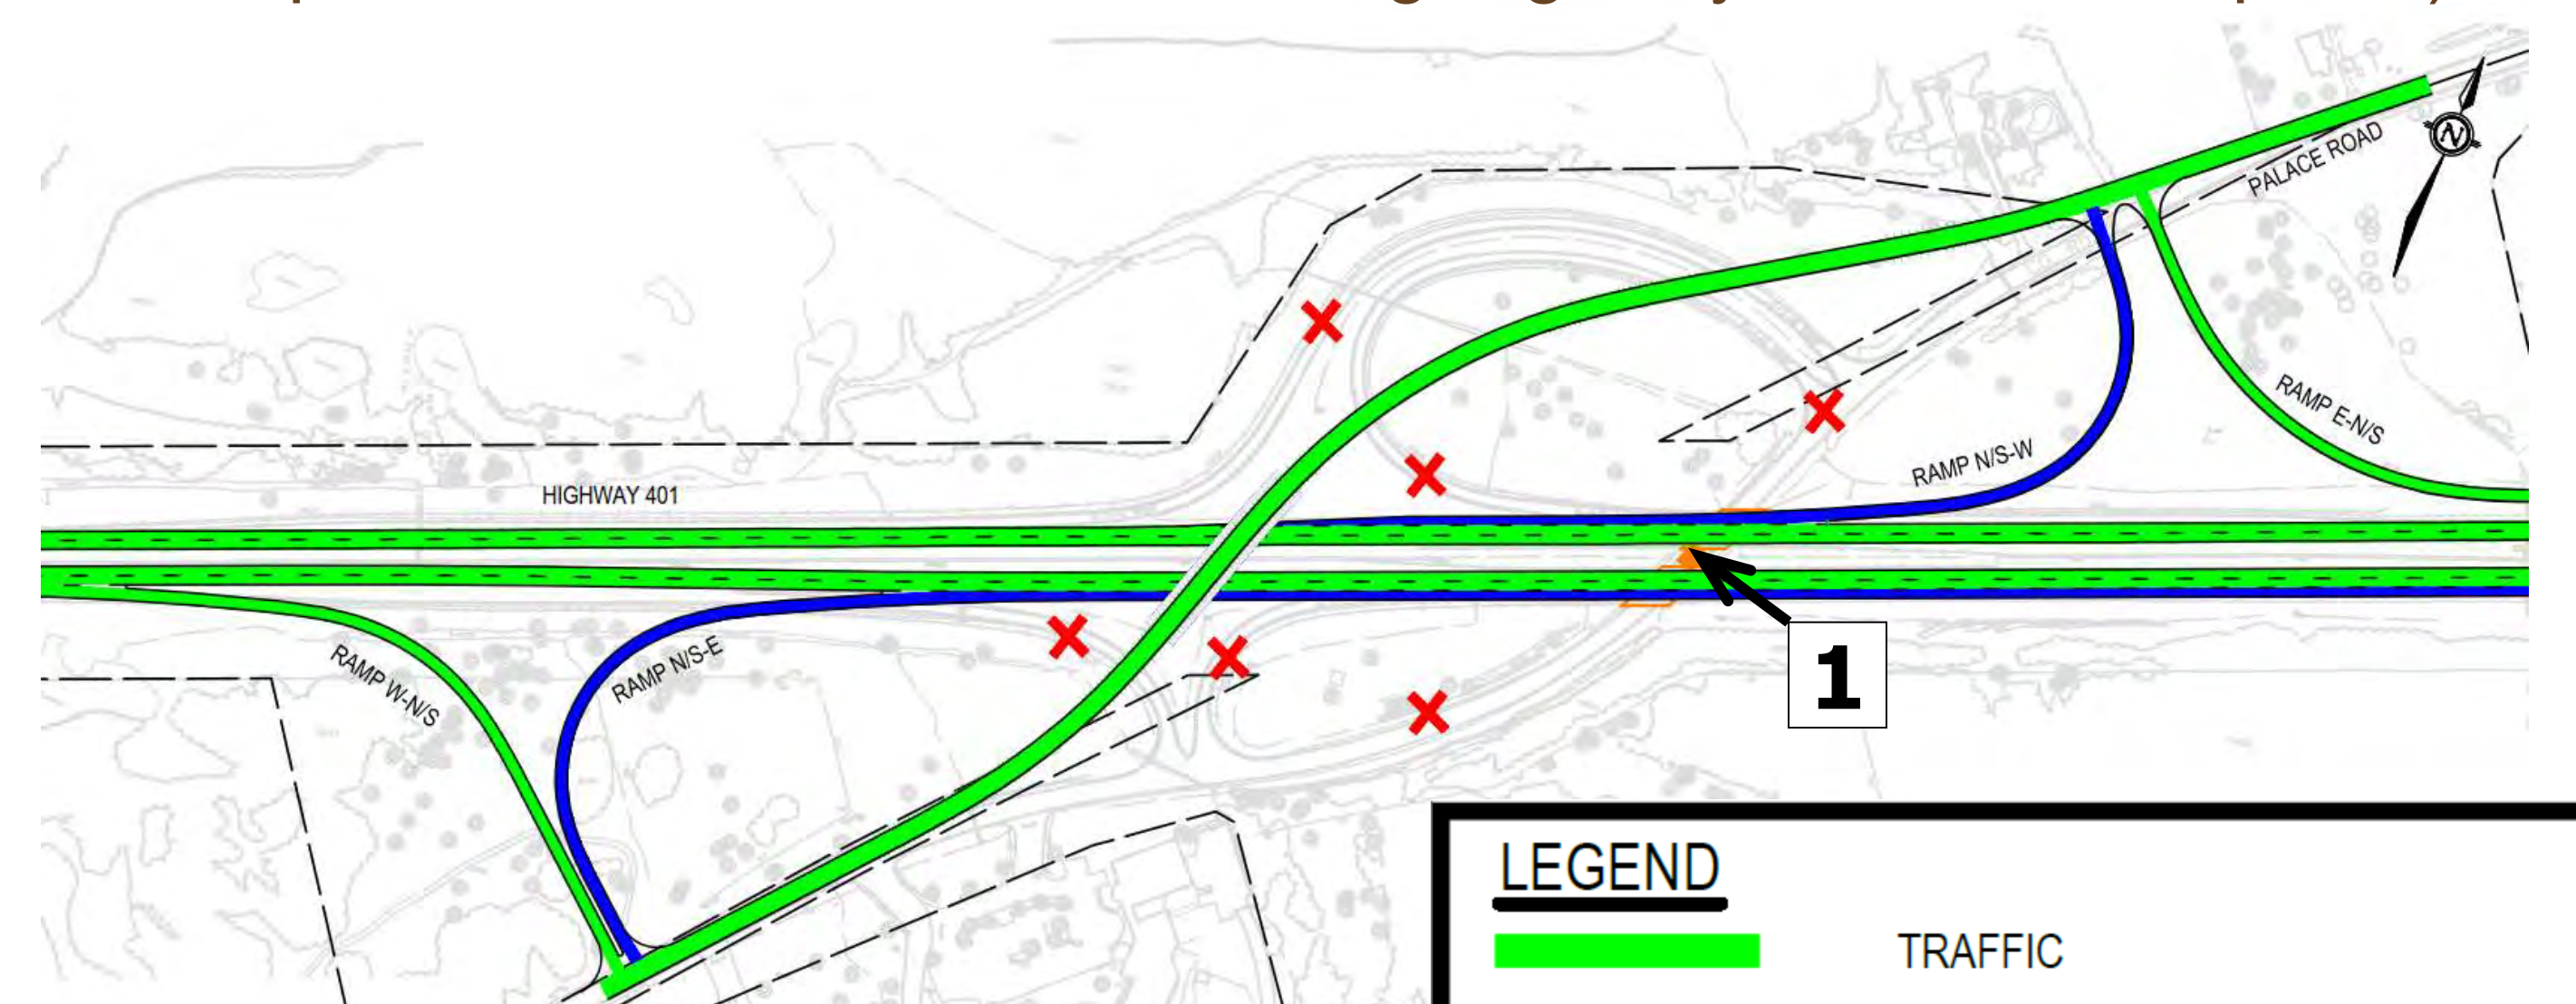 PALACE ROAD
N
RAMP E-N/S
RAMP N/S-W
HIGHWAY 401
RAMP N/S-E
RAMP W-N/S
1
LEGEND
TRAFFIC